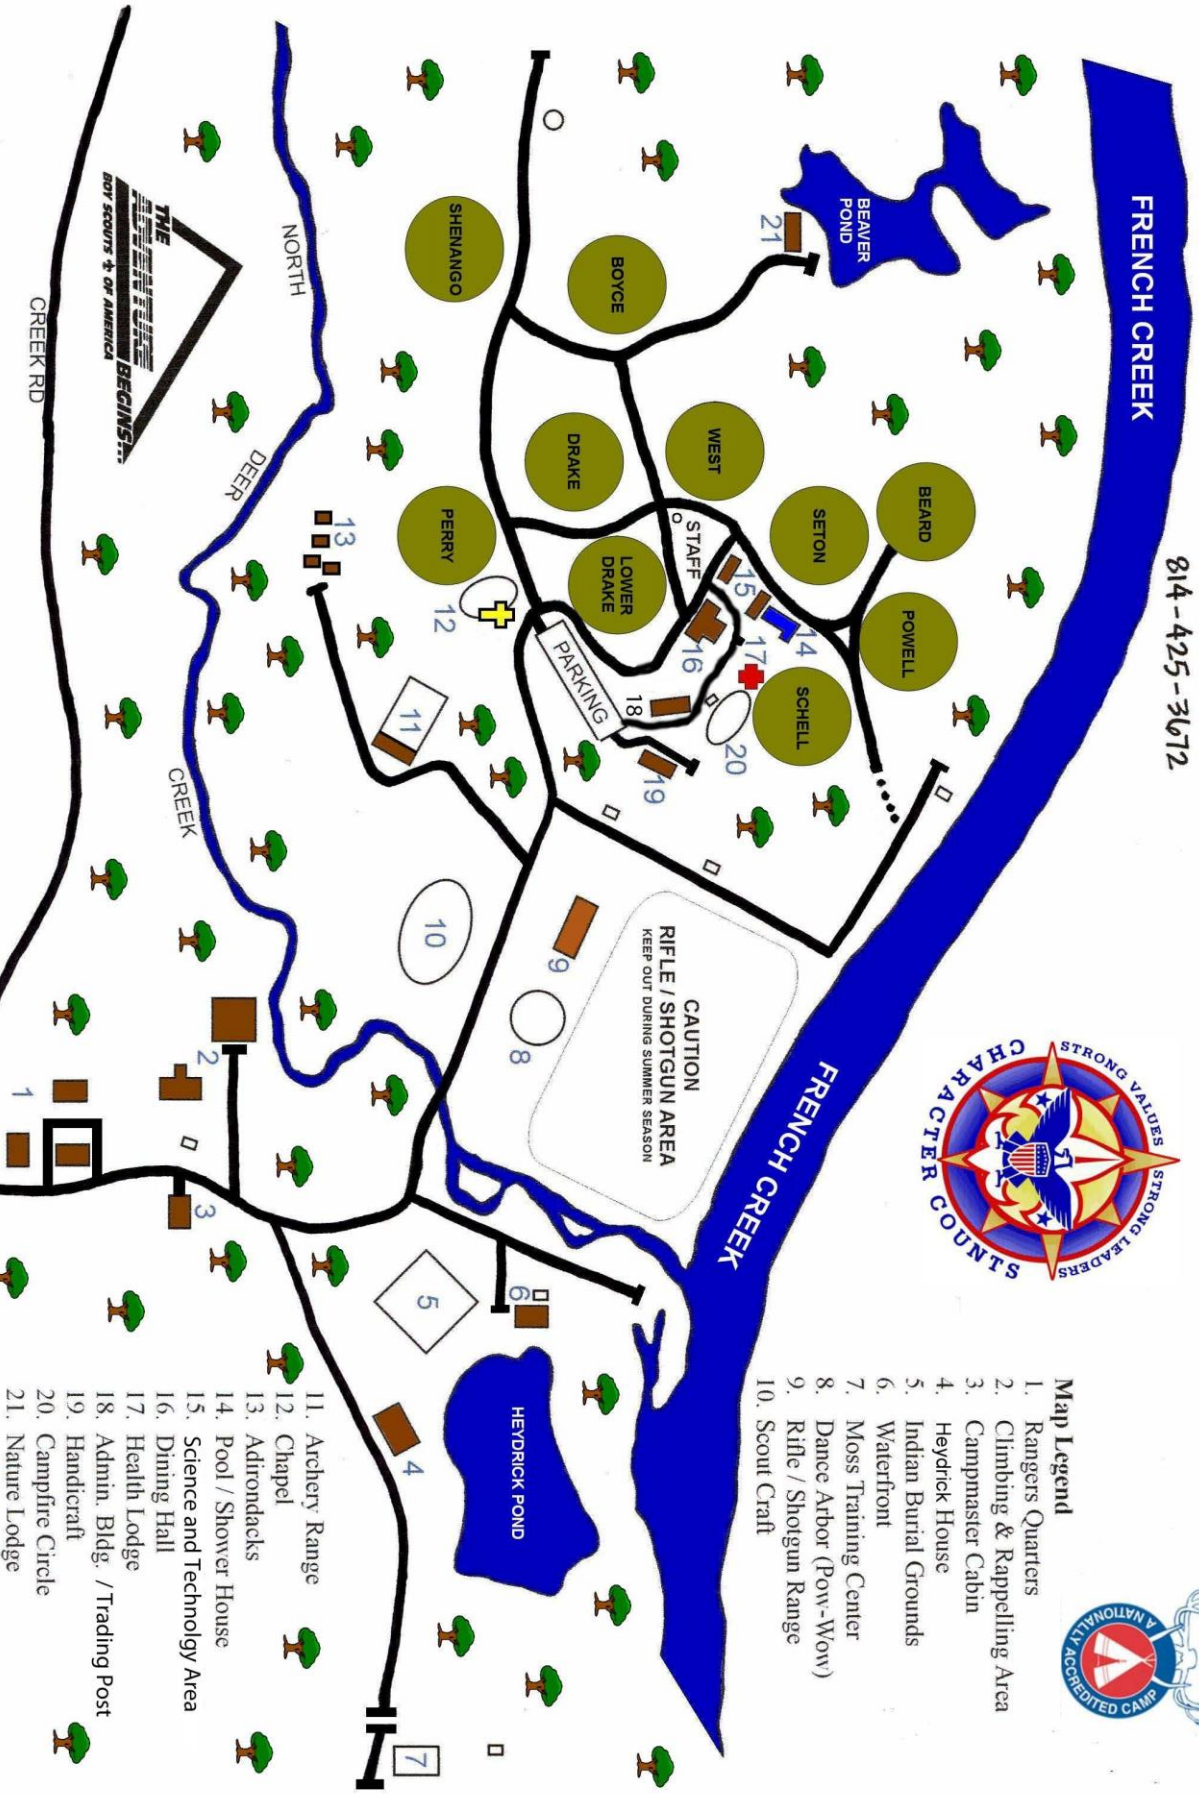 814-425-3672
FRENCH CREEK
BEAVER
POND
21
BOYCE
SHENANGO
NORTH
DEER
CREEK
CREEK RD
THE
ADVENTURE
BEGINS...
BOY SCOUTS OF AMERICA
WEST
DRAKE
PERRY
BEARD
SETON
POWELL
SCHELL
LOWER
DRAKE
STAFF
15
14
17
16
18
PARKING
20
19
13
12
11
10
9
8
CAUTION
RIFLE / SHOTGUN AREA
KEEP OUT DURING SUMMER SEASON
FRENCH CREEK
STRONG VALUES STRONG LEADERS
CHARACTER COUNTS
2
1
3
6
5
4
HEYDRICK POND
7
Map Legend
1. Rangers Quarters
2. Climbing & Rappelling Area
3. Campmaster Cabin
4. Heydrick House
5. Indian Burial Grounds
6. Waterfront
7. Moss Training Center
8. Dance Arbor (Pow-Wow)
9. Rifle / Shotgun Range
10. Scout Craft
11. Archery Range
12. Chapel
13. Adirondacks
14. Pool / Shower House
15. Science and Technolgy Area
16. Dining Hall
17. Health Lodge
18. Admin. Bldg. / Trading Post
19. Handicraft
20. Campfire Circle
21. Nature Lodge
A NATIONALLY
ACCREDITED CAMP